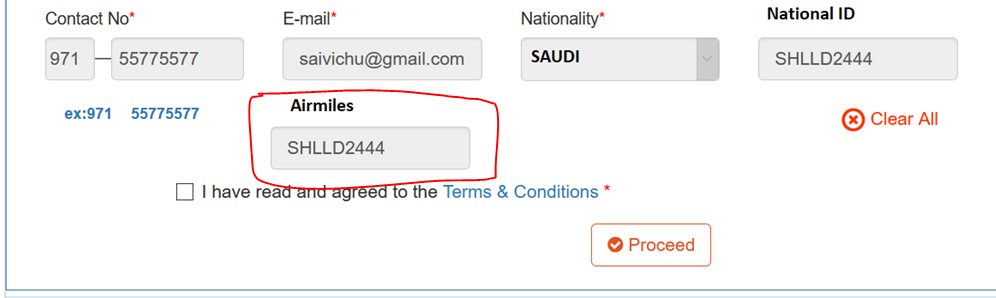 Contact No* E-mail* Nationality* National ID
971 — 55775577 saivichu@gmail.com SAUDI SHLLD2444
ex:971 55775577 Airmiles Clear All
SHLLD2444
I have read and agreed to the Terms & Conditions *
Proceed